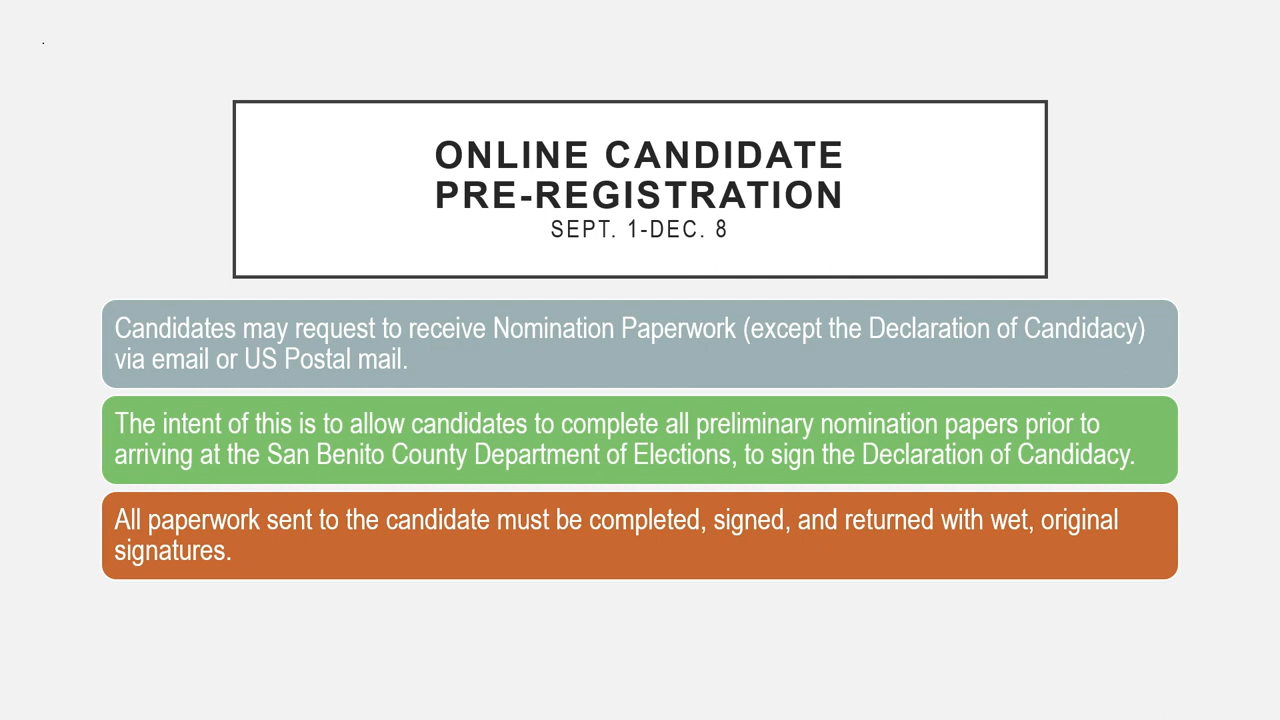 ONLINE CANDIDATE
PRE-REGISTRATION
SEPT. 1-DEC. 8
Candidates may request to receive Nomination Paperwork (except the Declaration of Candidacy)
via email or US Postal mail.
The intent of this is to allow candidates to complete all preliminary nomination papers prior to
arriving at the San Benito County Department of Elections, to sign the Declaration of Candidacy.
All paperwork sent to the candidate must be completed, signed, and returned with wet, original
signatures.